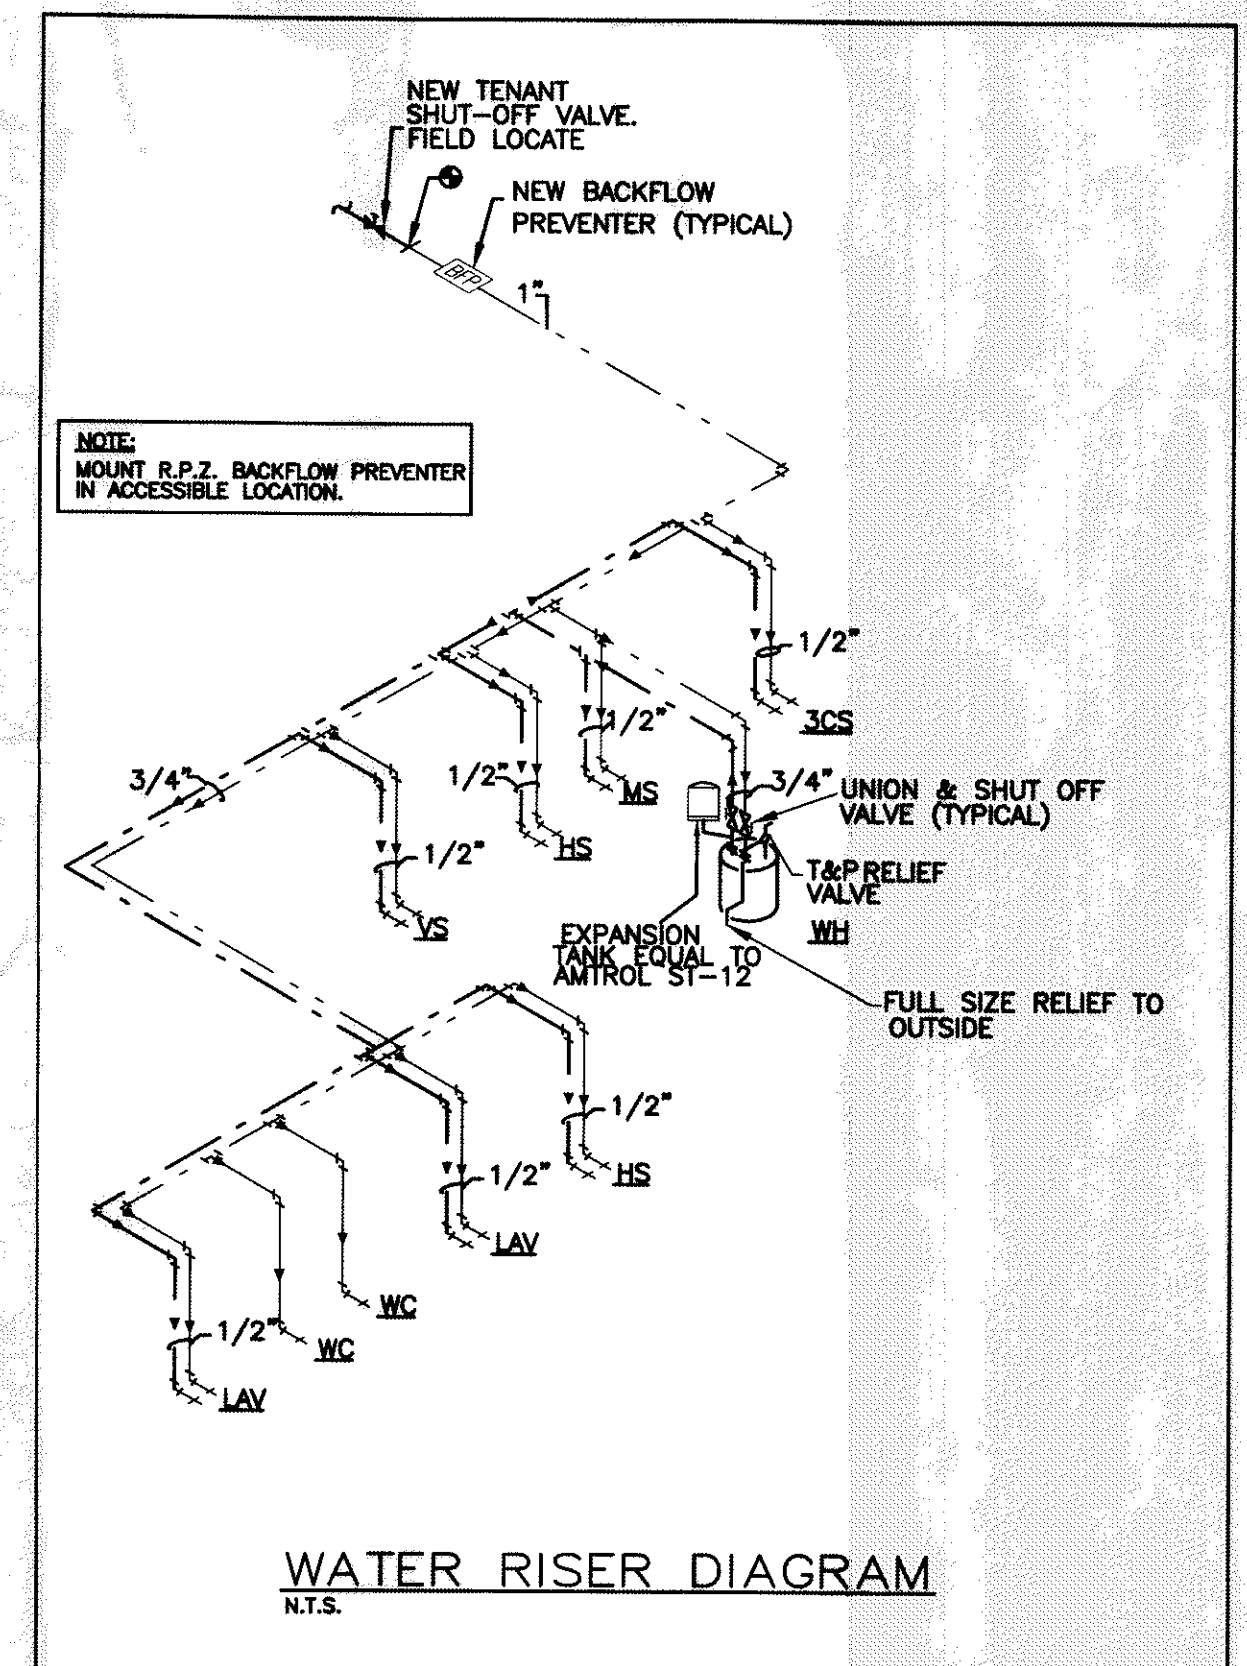 NEW TENANT
SHUT-OFF VALVE.
FIELD LOCATE
NEW BACKFLOW
PREVENTER (TYPICAL)
BFP
1"
NOTE:
MOUNT R.P.Z. BACKFLOW PREVENTER
IN ACCESSIBLE LOCATION.
1/2"
3CS
1/2"
MS
1/2"
HS
3/4"
3/4"
UNION & SHUT OFF
VALVE (TYPICAL)
1/2"
VS
T&P RELIEF
VALVE
WH
EXPANSION
TANK EQUAL TO
AMTROL ST-12
FULL SIZE RELIEF TO
OUTSIDE
1/2"
HS
1/2"
LAV
WC
1/2"
WC
LAV
WATER RISER DIAGRAM
N.T.S.